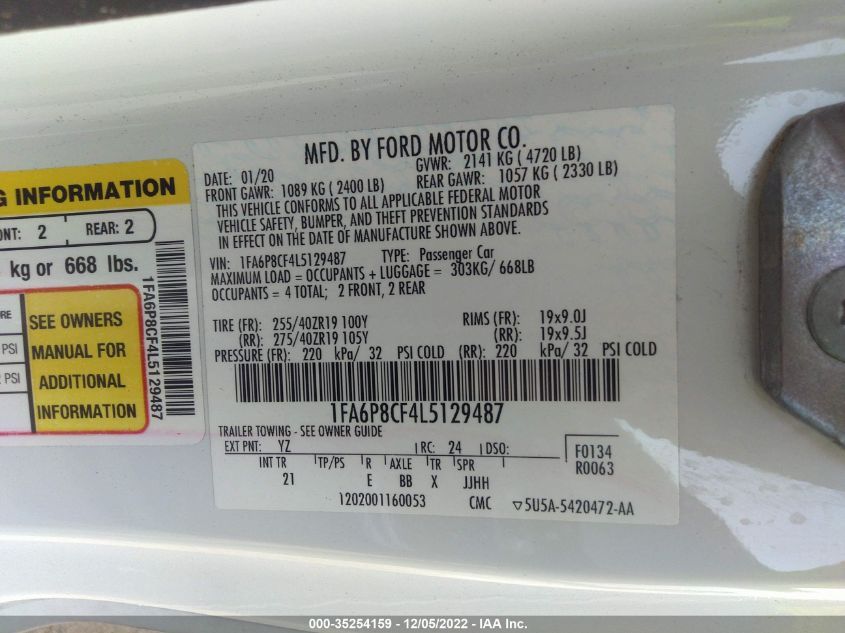 MFD. BY FORD MOTOR CO.
DATE: 01/20 GVWR: 2141 KG ( 4720 LB)
FRONT GAWR: 1089 KG ( 2400 LB) REAR GAWR: 1057 KG ( 2330 LB)
THIS VEHICLE CONFORMS TO ALL APPLICABLE FEDERAL MOTOR
VEHICLE SAFETY, BUMPER, AND THEFT PREVENTION STANDARDS
IN EFFECT ON THE DATE OF MANUFACTURE SHOWN ABOVE.
VIN: 1FA6P8CF4L5129487 TYPE: Passenger Car
MAXIMUM LOAD = OCCUPANTS + LUGGAGE = 303KG/ 668LB
OCCUPANTS = 4 TOTAL; 2 FRONT, 2 REAR
TIRE (FR): 255/40ZR19 100Y RIMS (FR): 19x9.0J
(RR): 275/40ZR19 105Y (RR): 19x9.5J
PRESSURE (FR): 220 kPa/ 32 PSI COLD (RR): 220 kPa/ 32 PSI COLD
1FA6P8CF4L5129487
TRAILER TOWING - SEE OWNER GUIDE
EXT PNT: YZ RC: 24 DSO: F0134
R0063
INT TR TP/PS R AXLE TR SPR
21 E BB X JJHH
1202001160053 CMC 5U5A-5420472-AA
INFORMATION
2 REAR: 2
kg or 668 lbs.
PSI
PSI
SEE OWNERS
MANUAL FOR
ADDITIONAL
INFORMATION
1FA6P8CF4L5129487
000-35254159 - 12/05/2022 - IAA Inc.